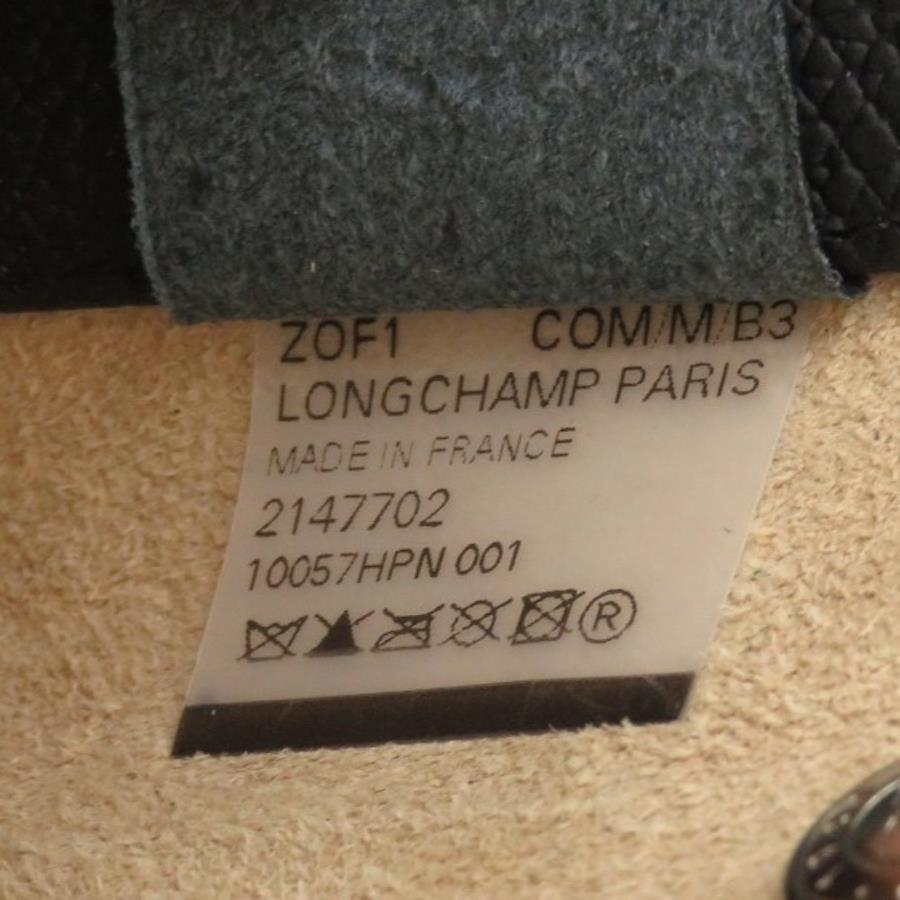 ZOF1 COM/M/B3
LONGCHAMP PARIS
MADE IN FRANCE
2147702
10057HPN 001
R